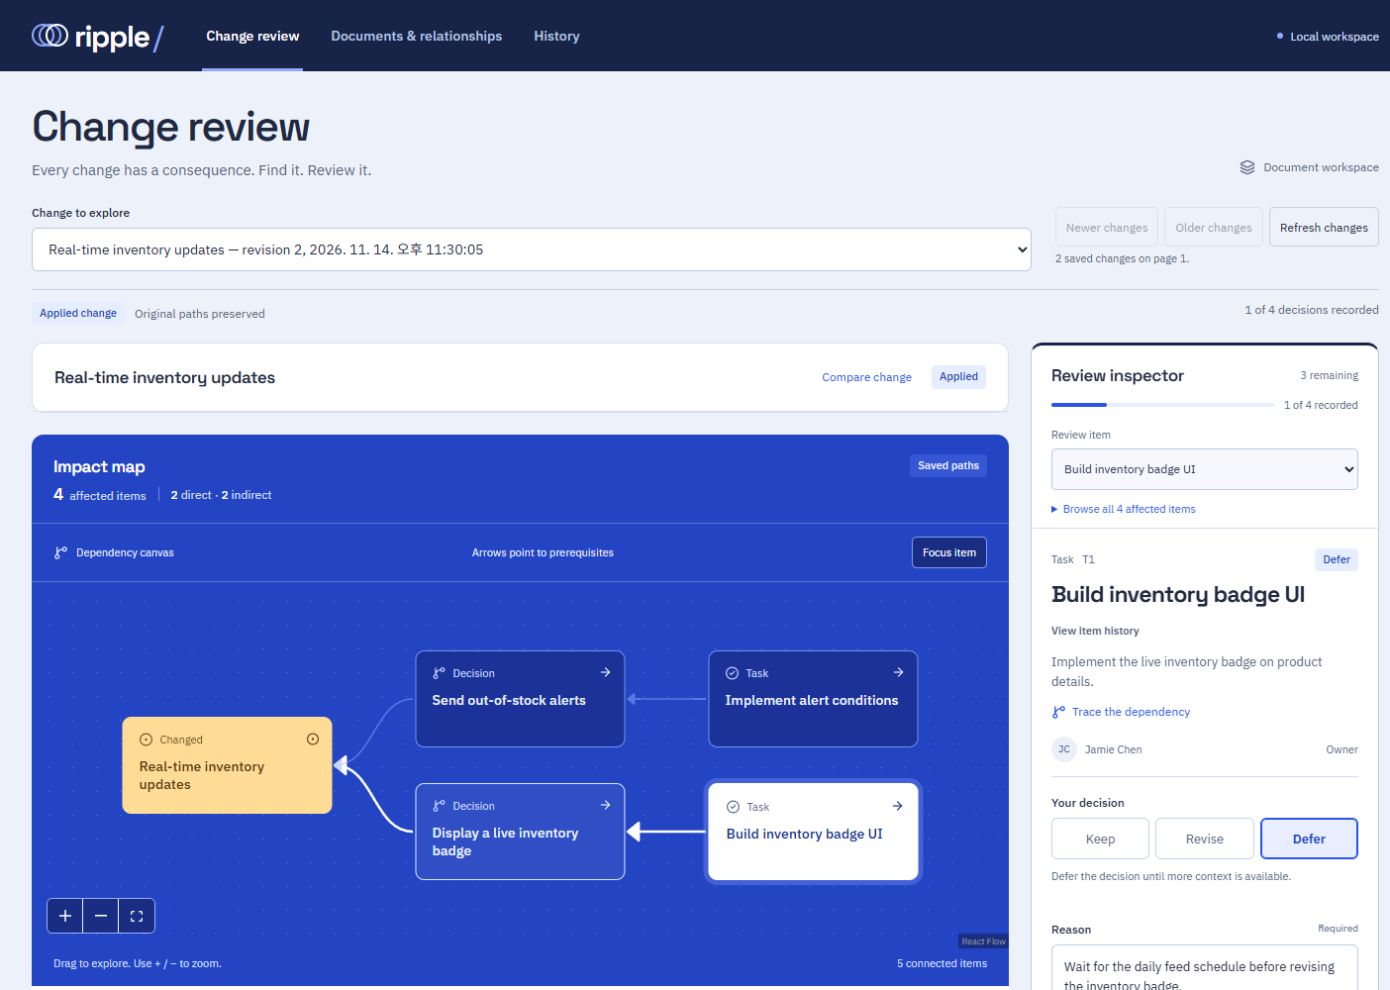 ripple/
Change review
Documents & relationships
History
Local workspace
Change review
Every change has a consequence. Find it. Review it.
Document workspace
Change to explore
Real-time inventory updates — revision 2, 2026. 11. 14. 오후 11:30:05
Newer changes
Older changes
Refresh changes
2 saved changes on page 1.
Applied change
Original paths preserved
1 of 4 decisions recorded
Real-time inventory updates
Compare change
Applied
Impact map
Saved paths
4 affected items
2 direct · 2 indirect
Dependency canvas
Arrows point to prerequisites
Focus item
Decision
Send out-of-stock alerts
Task
Implement alert conditions
Changed
Real-time inventory
updates
Decision
Display a live inventory
badge
Task
Build inventory badge UI
React Flow
Drag to explore. Use + / − to zoom.
5 connected items
Review inspector
3 remaining
1 of 4 recorded
Review item
Build inventory badge UI
Browse all 4 affected items
Task T1
Defer
Build inventory badge UI
View item history
Implement the live inventory badge on product
details.
Trace the dependency
JC
Jamie Chen
Owner
Your decision
Keep
Revise
Defer
Defer the decision until more context is available.
Reason
Required
Wait for the daily feed schedule before revising
the inventory badge.